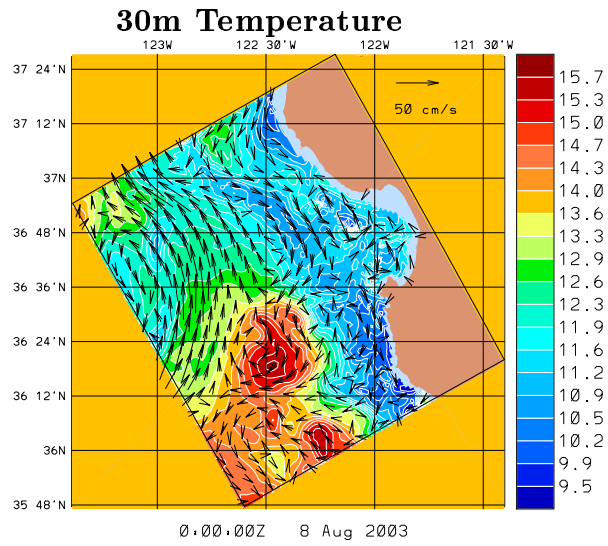 30m Temperature
123W 122 30'W 122W 121 30'W
37 24'N
37 12'N
37N
36 48'N
36 36'N
36 24'N
36 12'N
36N
35 48'N
50 cm/s
15.7
15.3
15.0
14.7
14.3
14.0
13.6
13.3
12.9
12.6
12.3
11.9
11.6
11.2
10.9
10.5
10.2
9.9
9.5
0:00:00Z 8 Aug 2003